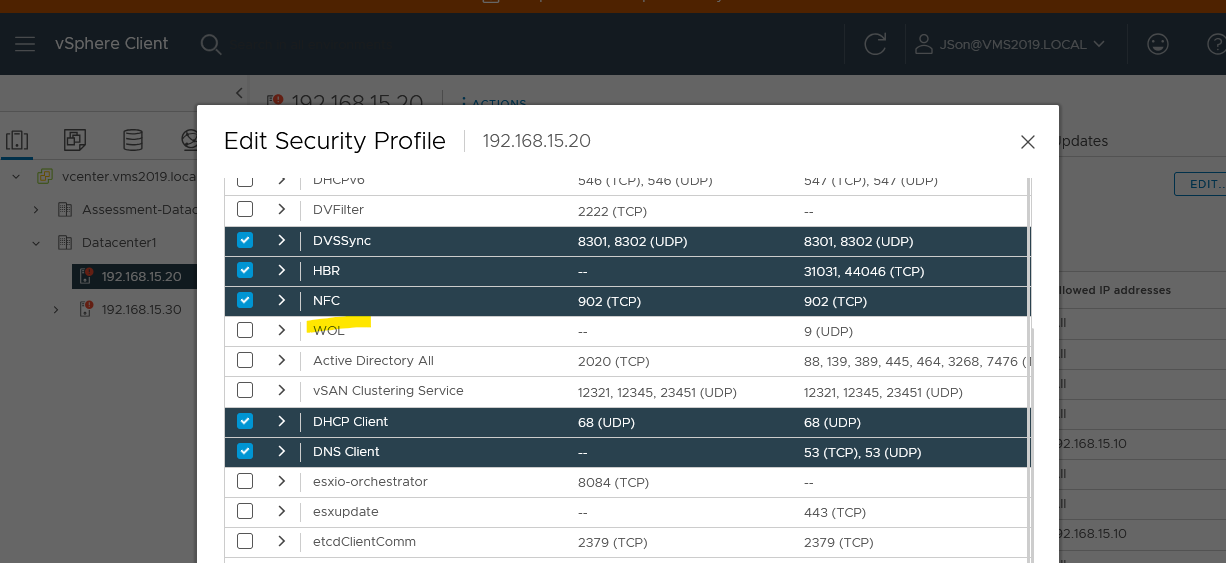 vSphere Client
JSon@VMS2019.LOCAL
192.168.15.20
ACTIONS
Updates
EDIT...
vcenter.vms2019.loca
Assessment-Datac
Datacenter1
192.168.15.20
192.168.15.30
Edit Security Profile 192.168.15.20
DHCPv6 546 (TCP), 546 (UDP) 547 (TCP), 547 (UDP)
DVFilter 2222 (TCP) --
DVSSync 8301, 8302 (UDP) 8301, 8302 (UDP)
HBR -- 31031, 44046 (TCP)
NFC 902 (TCP) 902 (TCP)
WOL -- 9 (UDP)
Active Directory All 2020 (TCP) 88, 139, 389, 445, 464, 3268, 7476 (
vSAN Clustering Service 12321, 12345, 23451 (UDP) 12321, 12345, 23451 (UDP)
DHCP Client 68 (UDP) 68 (UDP)
DNS Client -- 53 (TCP), 53 (UDP)
esxio-orchestrator 8084 (TCP) --
esxupdate -- 443 (TCP)
etcdClientComm 2379 (TCP) 2379 (TCP)
llowed IP addresses
ll
ll
ll
ll
92.168.15.10
ll
ll
92.168.15.10